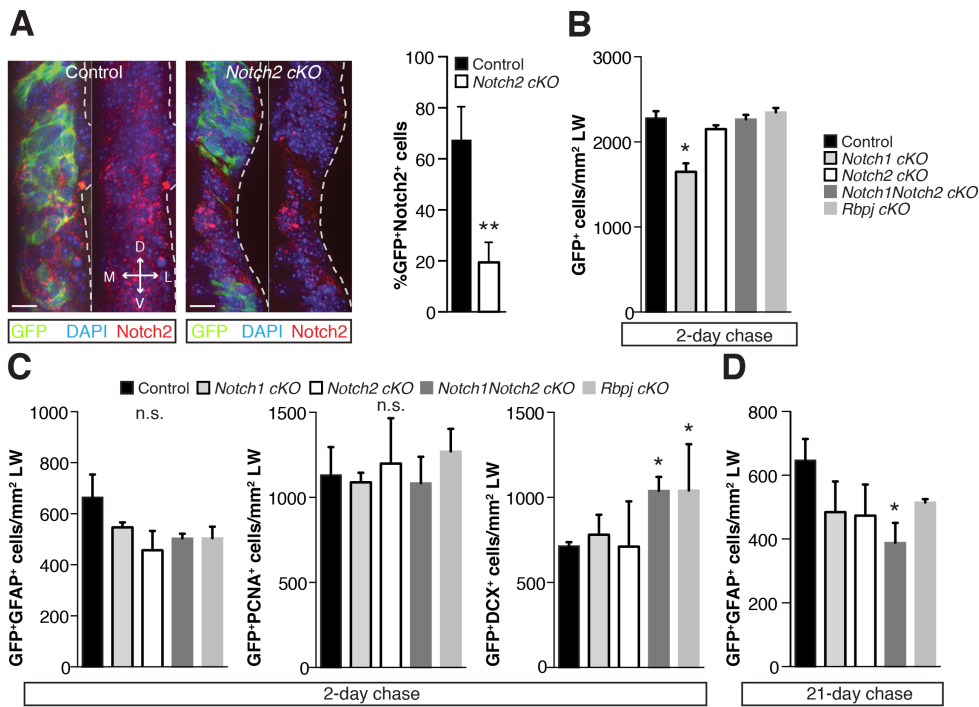 A
Control
Notch2 cKO
D
M L
V
GFP DAPI Notch2
GFP DAPI Notch2
%GFP⁺Notch2⁺ cells
100
80
60
40
20
0
Control
Notch2 cKO
**
B
GFP⁺ cells/mm² LW
3000
2000
1000
0
*
2-day chase
Control
Notch1 cKO
Notch2 cKO
Notch1Notch2 cKO
Rbpj cKO
C
Control Notch1 cKO Notch2 cKO Notch1Notch2 cKO Rbpj cKO
GFP⁺GFAP⁺ cells/mm² LW
1000
800
600
400
200
0
n.s.
GFP⁺PCNA⁺ cells/mm² LW
1500
1000
500
0
n.s.
GFP⁺DCX⁺ cells/mm² LW
1500
1000
500
0
* *
2-day chase
D
GFP⁺GFAP⁺ cells/mm² LW
800
600
400
200
0
*
21-day chase